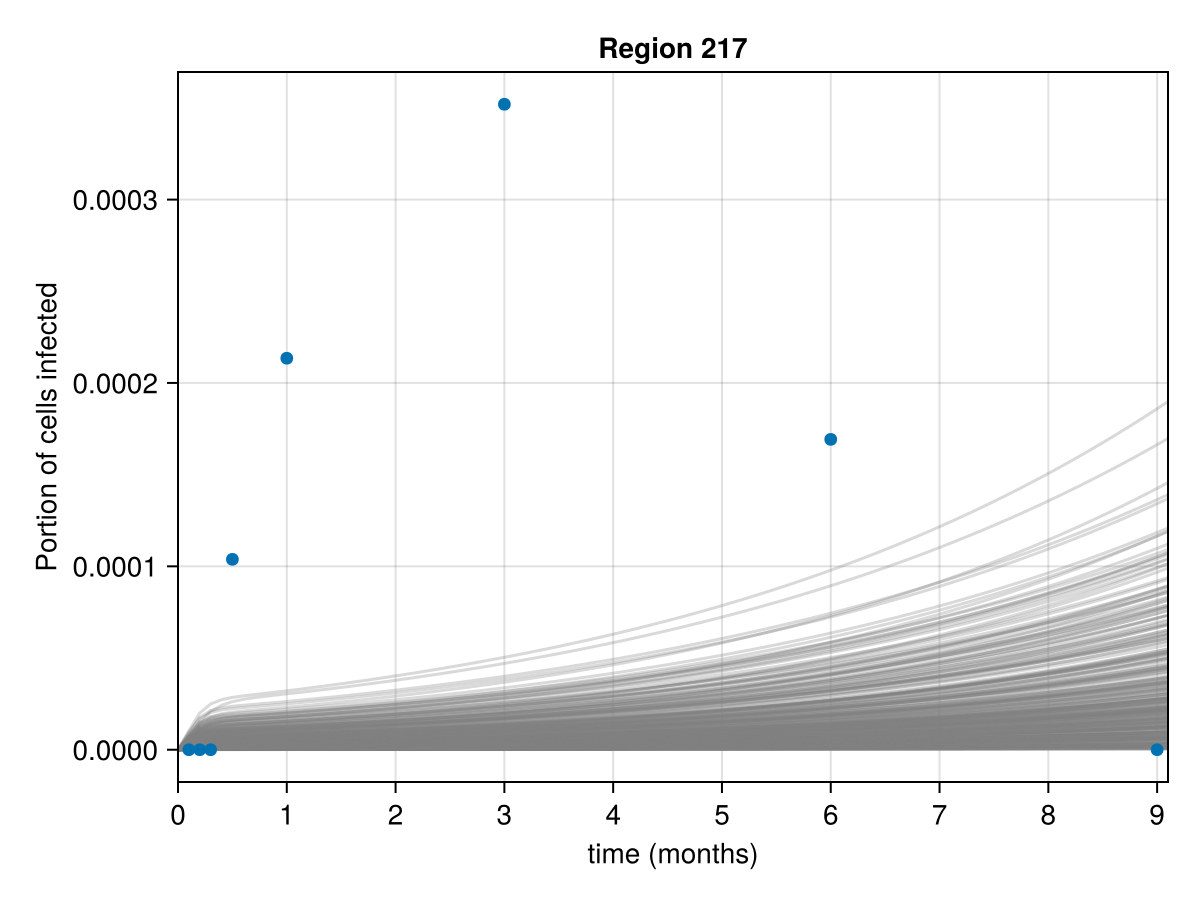 Region 217
Portion of cells infected
0.0003
0.0002
0.0001
0.0000
0 1 2 3 4 5 6 7 8 9
time (months)